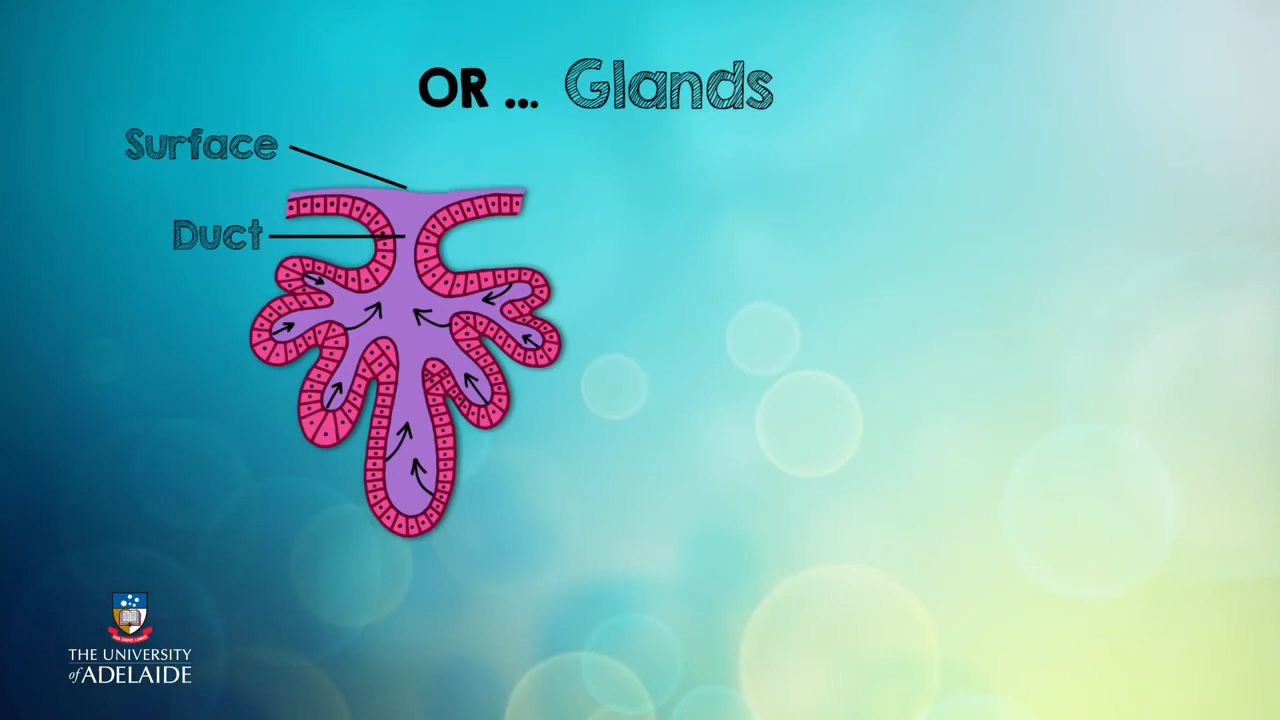 OR ... Glands
Surface
Duct
THE UNIVERSITY
of ADELAIDE